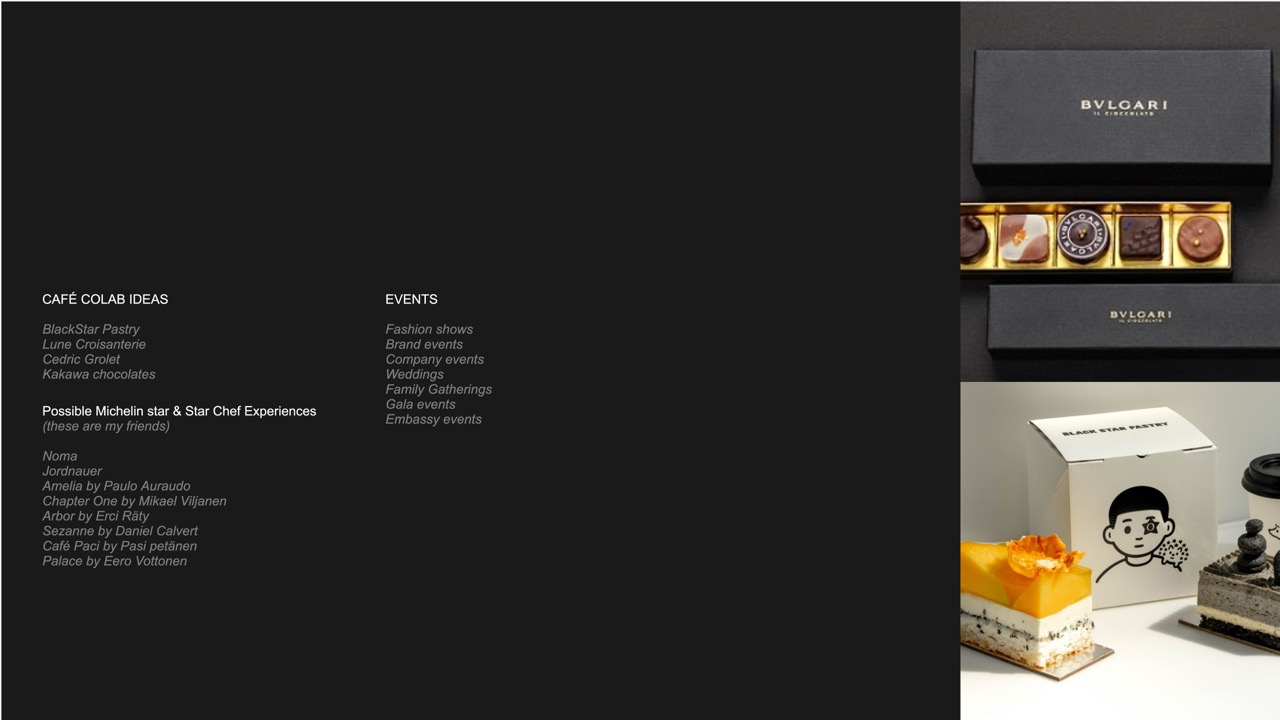 CAFÉ COLAB IDEAS
BlackStar Pastry
Lune Croisanterie
Cedric Grolet
Kakawa chocolates
Possible Michelin star & Star Chef Experiences
(these are my friends)
Noma
Jordnauer
Amelia by Paulo Auraudo
Chapter One by Mikael Viljanen
Arbor by Erci Räty
Sezanne by Daniel Calvert
Café Paci by Pasi petänen
Palace by Eero Vottonen
EVENTS
Fashion shows
Brand events
Company events
Weddings
Family Gatherings
Gala events
Embassy events
BVLGARI
IL CIOCCOLATO
BVLGARI
BVLGARI
BVLGARI
IL CIOCCOLATO
BLACK STAR PASTRY